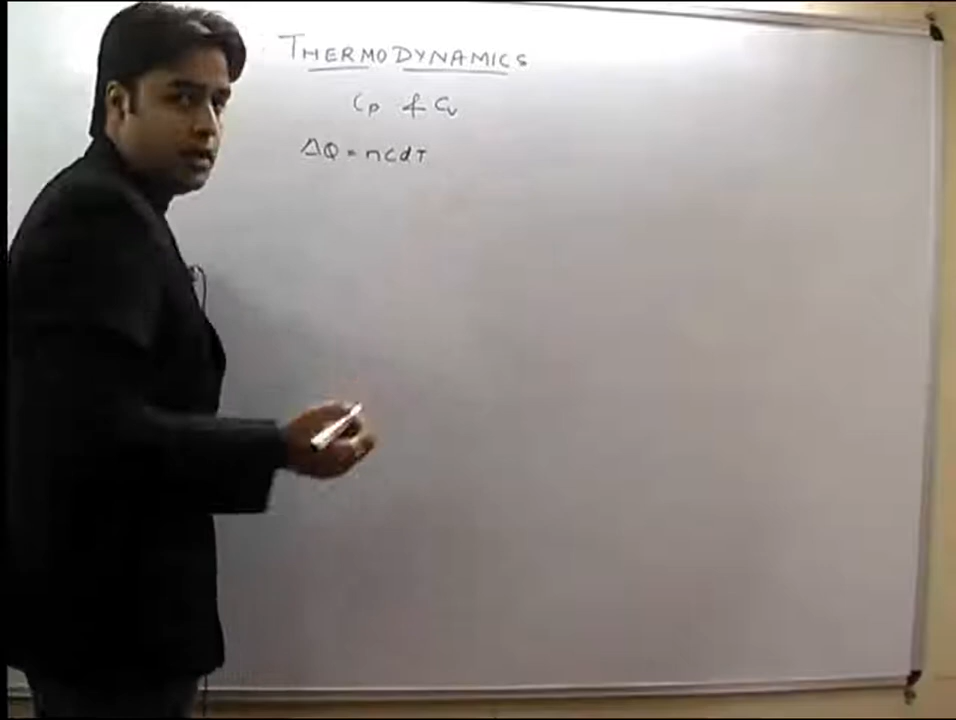 THERMODYNAMICS
Cp & Cv
ΔQ = nCdT